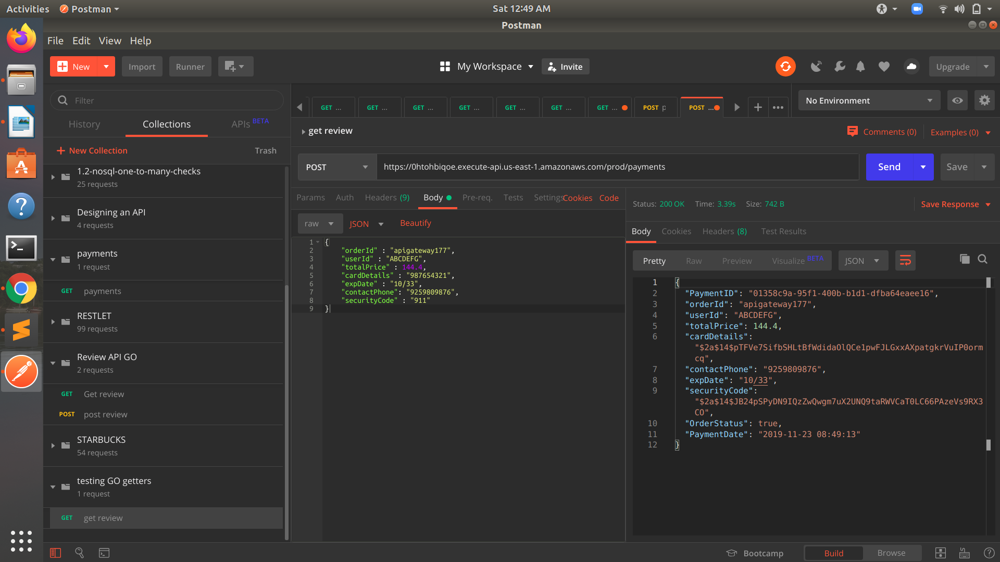 Activities
Postman
Sat 12:49 AM
Postman
File Edit View Help
New
Import
Runner
My Workspace
Invite
Upgrade
Filter
History
Collections
APIs BETA
+ New Collection
Trash
1.2-nosql-one-to-many-checks
25 requests
Designing an API
4 requests
payments
1 request
GET payments
RESTLET
99 requests
Review API GO
2 requests
GET Get review
POST post review
STARBUCKS
54 requests
testing GO getters
1 request
GET get review
GET ...
GET ...
GET ...
GET ...
GET ...
GET ...
GET ...
POST p
POST ...
No Environment
get review
Comments (0)
Examples (0)
POST
https://0htohbiqoe.execute-api.us-east-1.amazonaws.com/prod/payments
Send
Save
Params Auth Headers (9) Body Pre-req. Tests Settings Cookies Code
raw
JSON
Beautify
1 {
2 "orderId" : "apigateway177",
3 "userId" : "ABCDEFG",
4 "totalPrice" : 144.4,
5 "cardDetails" : "987654321",
6 "expDate" : "10/33",
7 "contactPhone": "9259809876",
8 "securityCode" : "911"
9 }
Status: 200 OK Time: 3.39s Size: 742 B
Save Response
Body Cookies Headers (8) Test Results
Pretty Raw Preview Visualize BETA
JSON
1 {
2 "PaymentID": "01358c9a-95f1-400b-b1d1-dfba64eaee16",
3 "orderId": "apigateway177",
4 "userId": "ABCDEFG",
5 "totalPrice": 144.4,
6 "cardDetails":
"$2a$14$pTFVe7SifbSHLtBfWdidaOlQCe1pwFJLGxxAXpatgkrVuIP0orm
cq",
7 "contactPhone": "9259809876",
8 "expDate": "10/33",
9 "securityCode":
"$2a$14$JB24pSPyDN9IQzZwQwgm7uX2UNQ9taRWVCaT0LC66PAzeVs9RX3
CO",
10 "OrderStatus": true,
11 "PaymentDate": "2019-11-23 08:49:13"
12 }
Bootcamp
Build
Browse